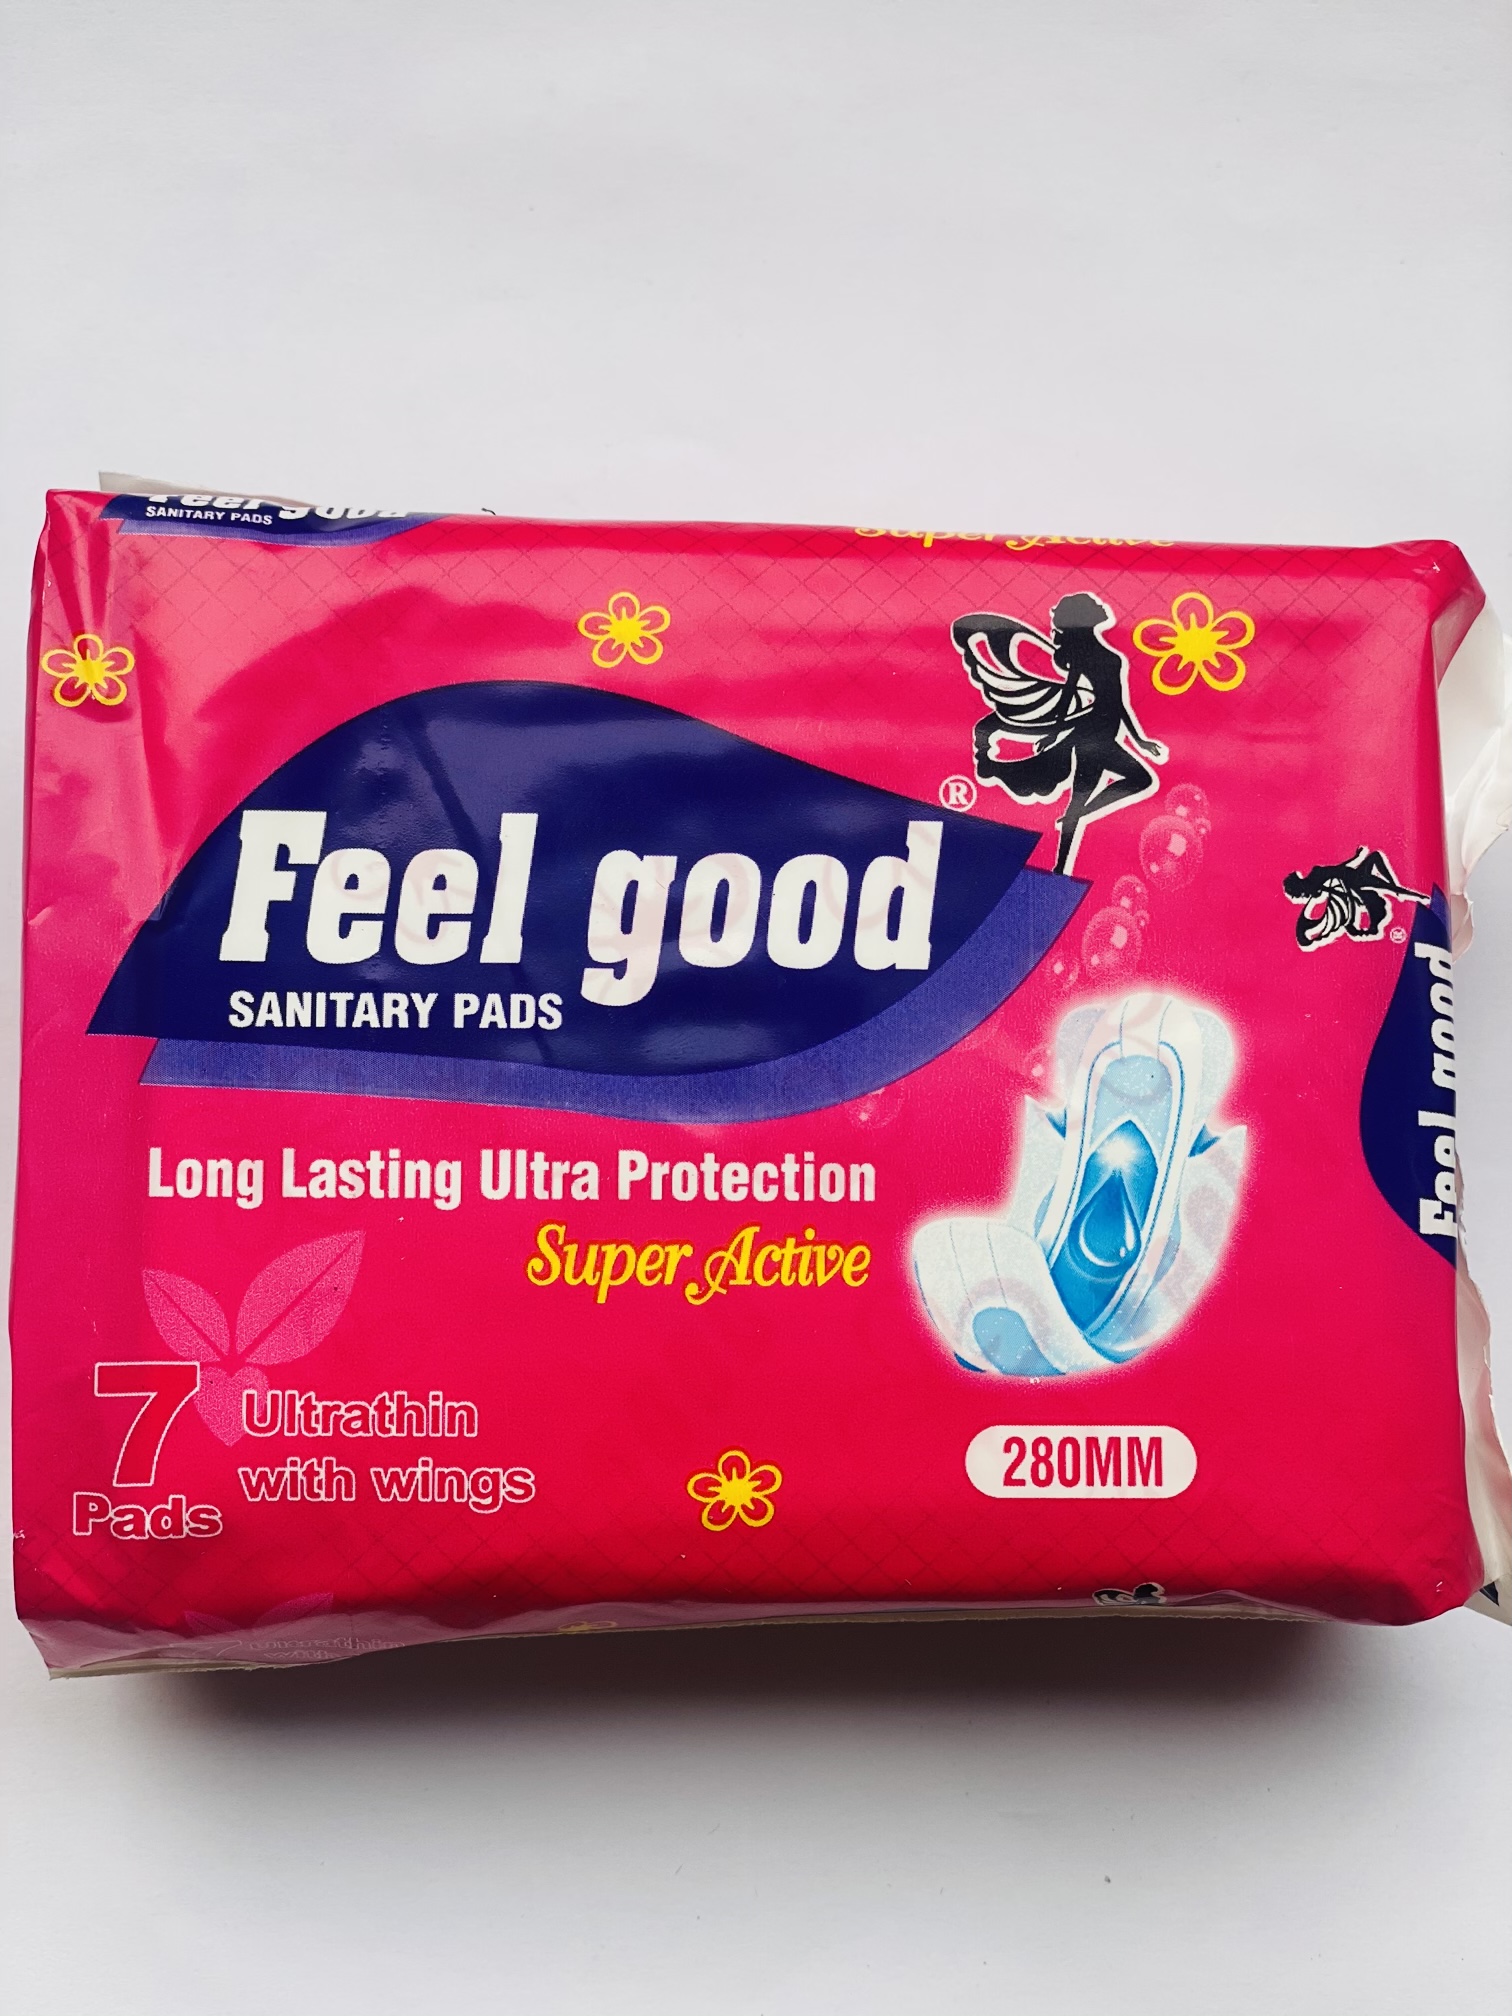 SANITARY PADS
Feel good
Super Active
®
Feel good
SANITARY PADS
Feel good
Long Lasting Ultra Protection
Super Active
7
Pads
Ultrathin
with wings
280MM